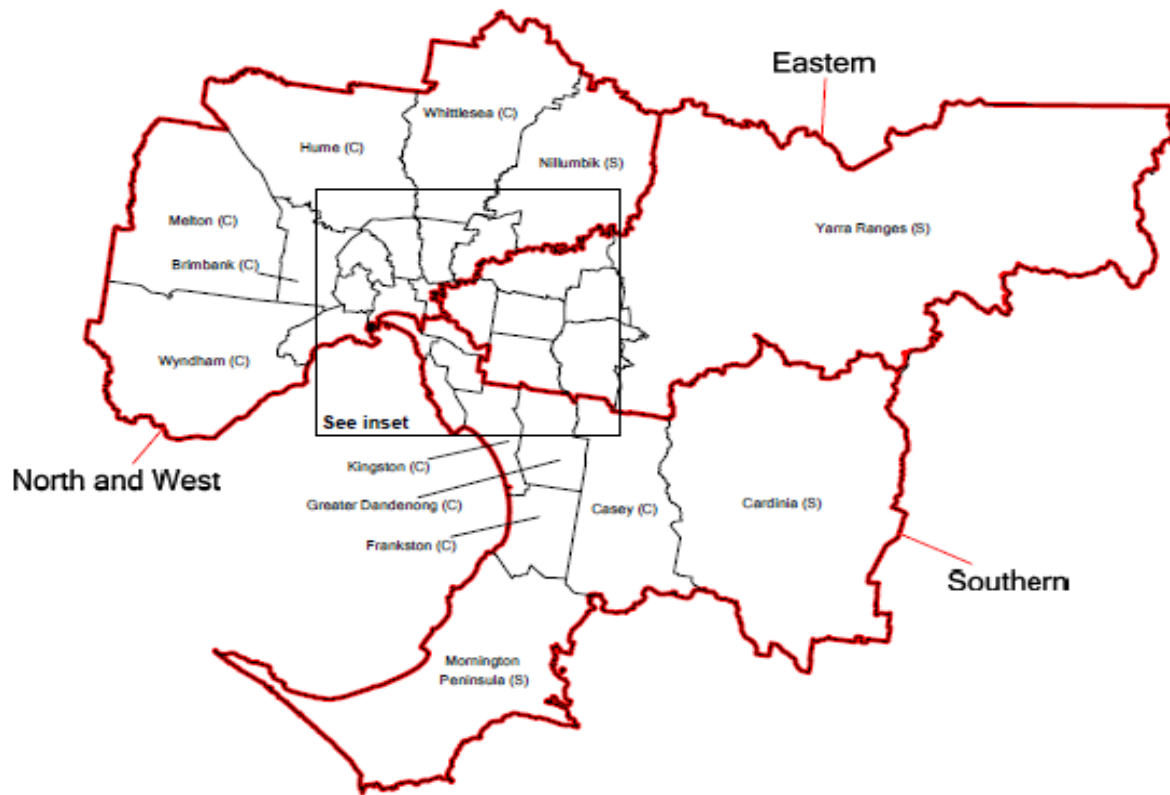 Eastern
Whittlesea (C)
Hume (C)
Nillumbik (S)
Melton (C)
Yarra Ranges (S)
Brimbank (C)
Wyndham (C)
See inset
North and West
Kingston (C)
Greater Dandenong (C)
Casey (C)
Cardinia (S)
Frankston (C)
Southern
Mornington
Peninsula (S)